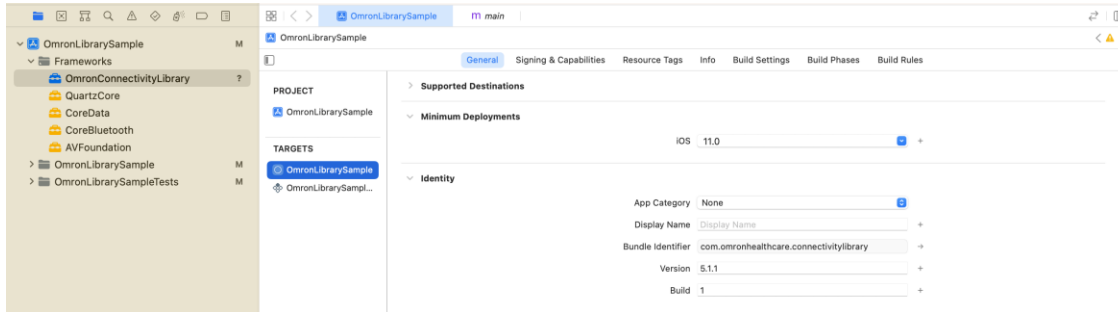 OmronLibrarySample
M
Frameworks
OmronConnectivityLibrary
?
QuartzCore
CoreData
CoreBluetooth
AVFoundation
OmronLibrarySample
M
OmronLibrarySampleTests
M
OmronLibrarySample
main
OmronLibrarySample
General Signing & Capabilities Resource Tags Info Build Settings Build Phases Build Rules
PROJECT
OmronLibrarySample
TARGETS
OmronLibrarySample
OmronLibrarySampl...
Supported Destinations
Minimum Deployments
iOS 11.0
Identity
App Category None
Display Name Display Name
Bundle Identifier com.omronhealthcare.connectivitylibrary
Version 5.1.1
Build 1